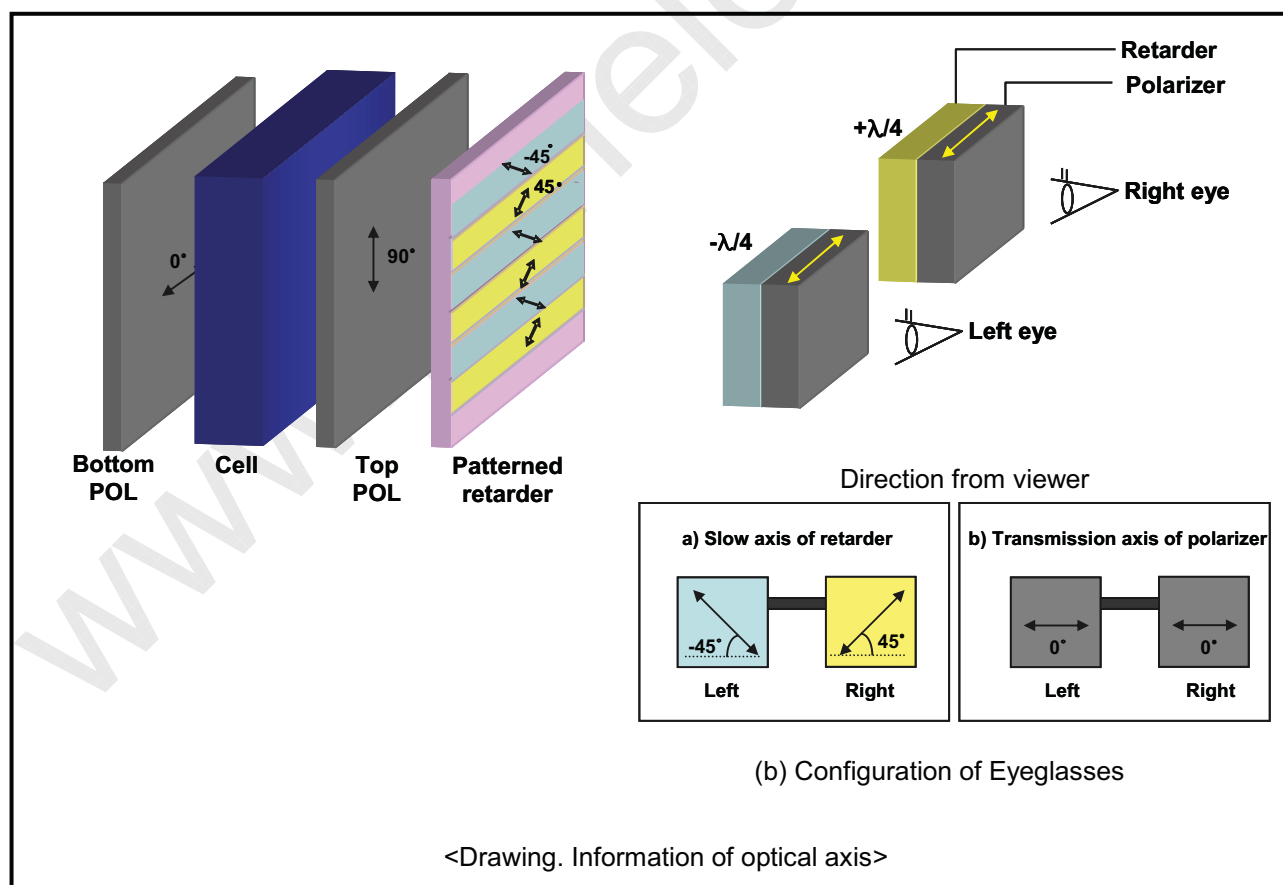 Retarder
Polarizer
+λ/4
Right eye
-λ/4
Left eye
-45°
45°
0°
90°
Bottom
POL
Cell
Top
POL
Patterned
retarder
Direction from viewer
a) Slow axis of retarder
-45°
45°
Left
Right
b) Transmission axis of polarizer
0°
0°
Left
Right
(b) Configuration of Eyeglasses
<Drawing. Information of optical axis>